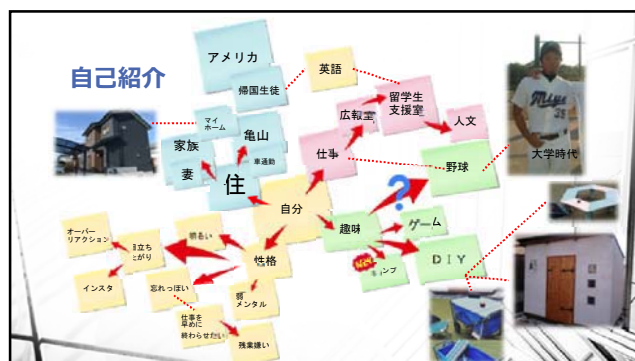 自己紹介
アメリカ
帰国生徒
英語
マイ
ホーム
家族
亀山
車通勤
妻
住
広報室
留学生
支援室
人文
仕事
野球
大学時代
自分
趣味
?
ゲーム
DIY
性格
明るい
オーバー
リアクション
目立ち
たがり
インスタ
忘れっぽい
弱
メンタル
仕事を
早めに
終わらせたい
残業嫌い